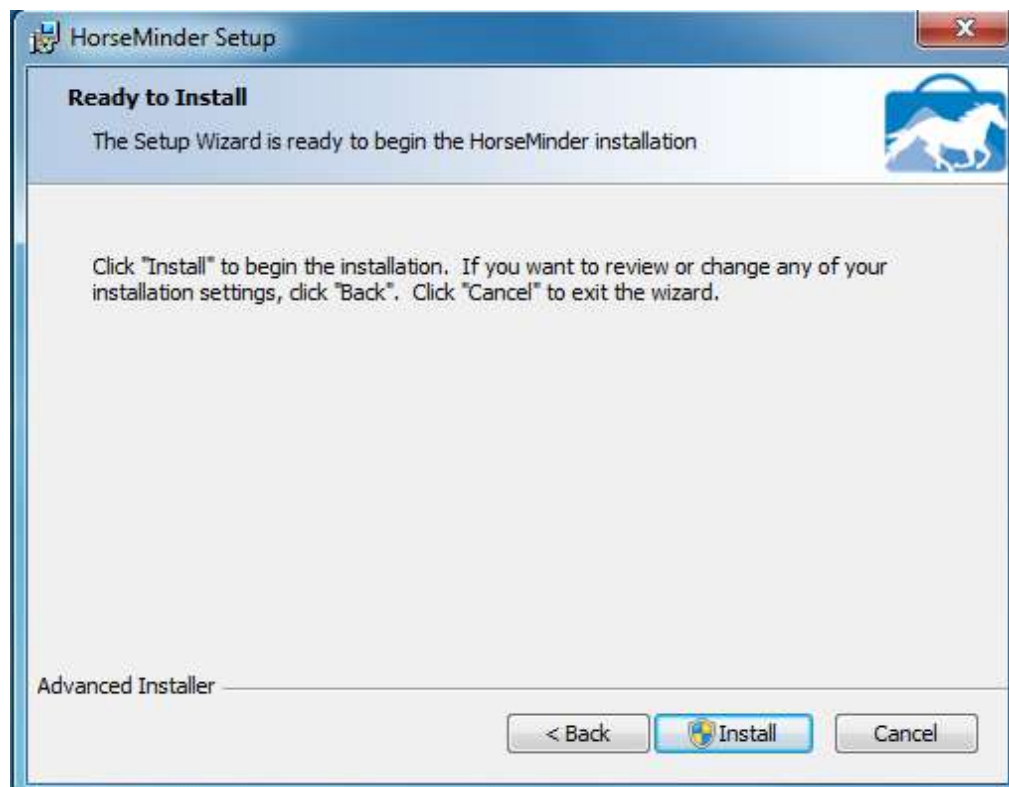 HorseMinder Setup
Ready to Install
The Setup Wizard is ready to begin the HorseMinder installation
Click "Install" to begin the installation.  If you want to review or change any of your
installation settings, click "Back".  Click "Cancel" to exit the wizard.
Advanced Installer
< Back Install Cancel